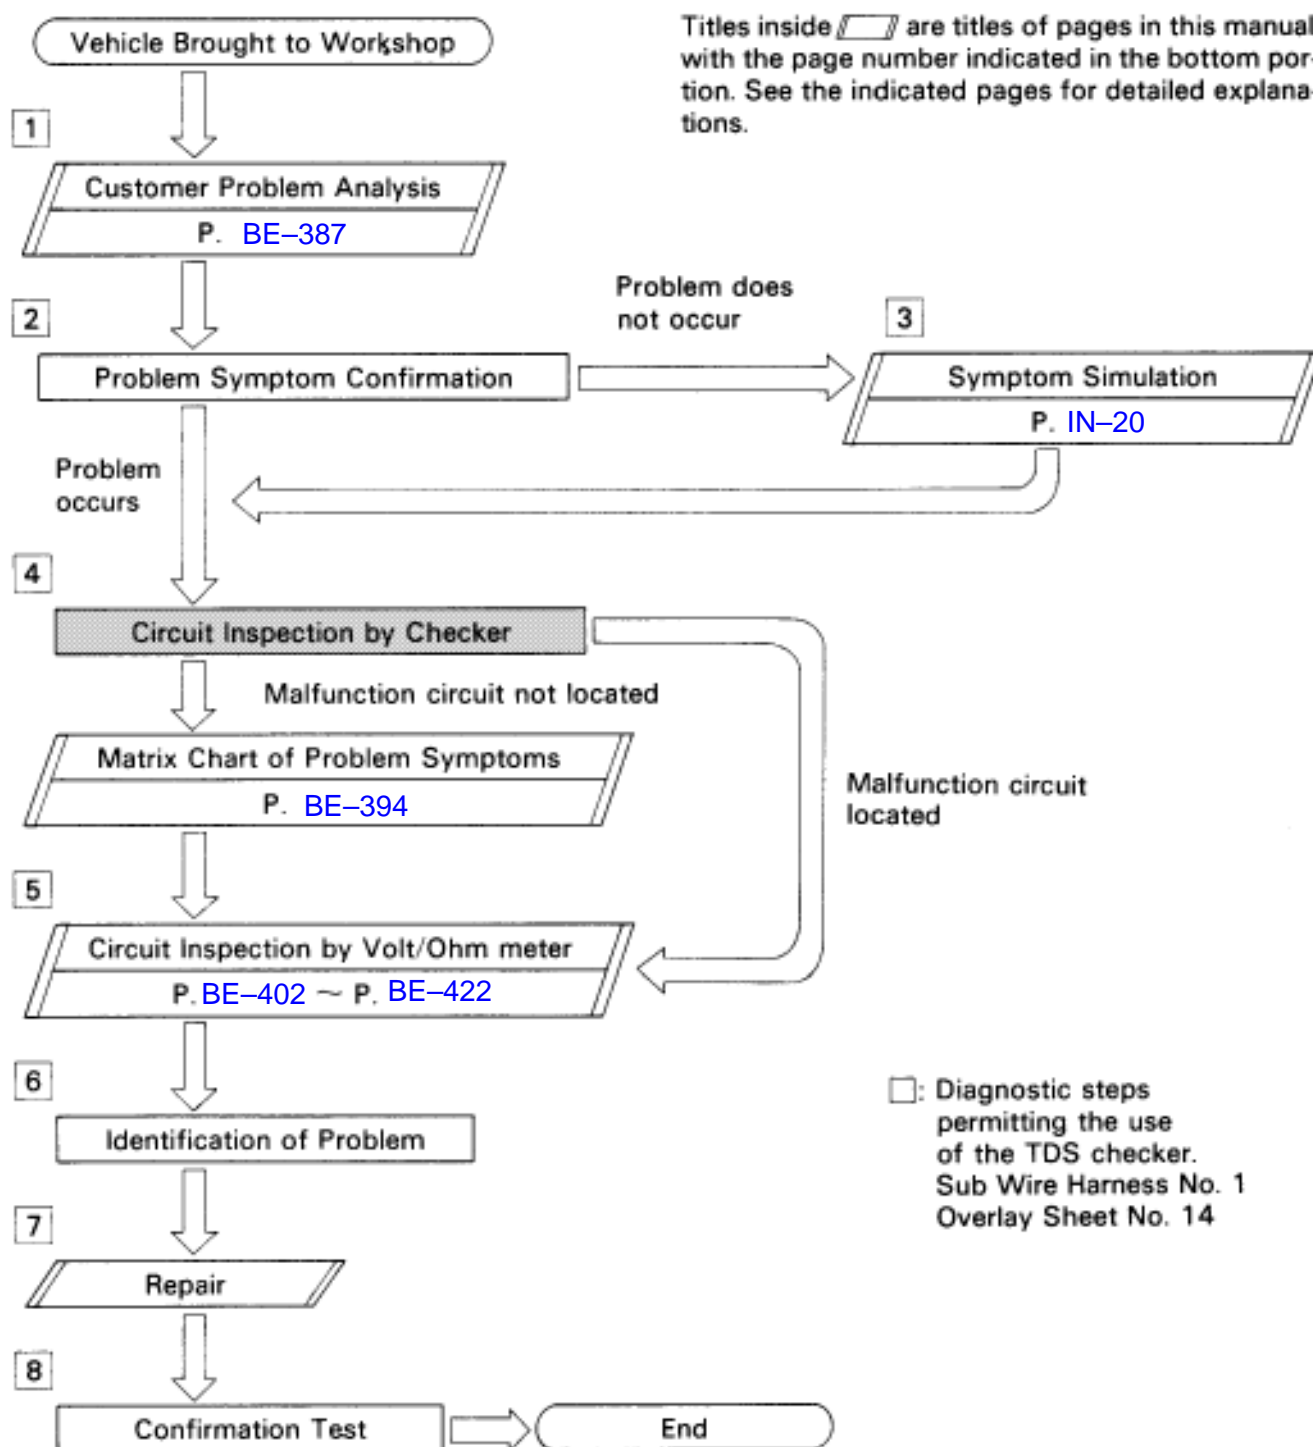 Vehicle Brought to Workshop
Titles inside are titles of pages in this manual
with the page number indicated in the bottom por-
tion. See the indicated pages for detailed explana-
tions.
1
Customer Problem Analysis
P. BE–387
2
Problem does
not occur
3
Problem Symptom Confirmation
Symptom Simulation
P. IN–20
Problem
occurs
4
Circuit Inspection by Checker
Malfunction circuit not located
Matrix Chart of Problem Symptoms
P. BE–394
Malfunction circuit
located
5
Circuit Inspection by Volt/Ohm meter
P. BE–402 ~ P. BE–422
6
Identification of Problem
: Diagnostic steps
permitting the use
of the TDS checker.
Sub Wire Harness No. 1
Overlay Sheet No. 14
7
Repair
8
Confirmation Test
End